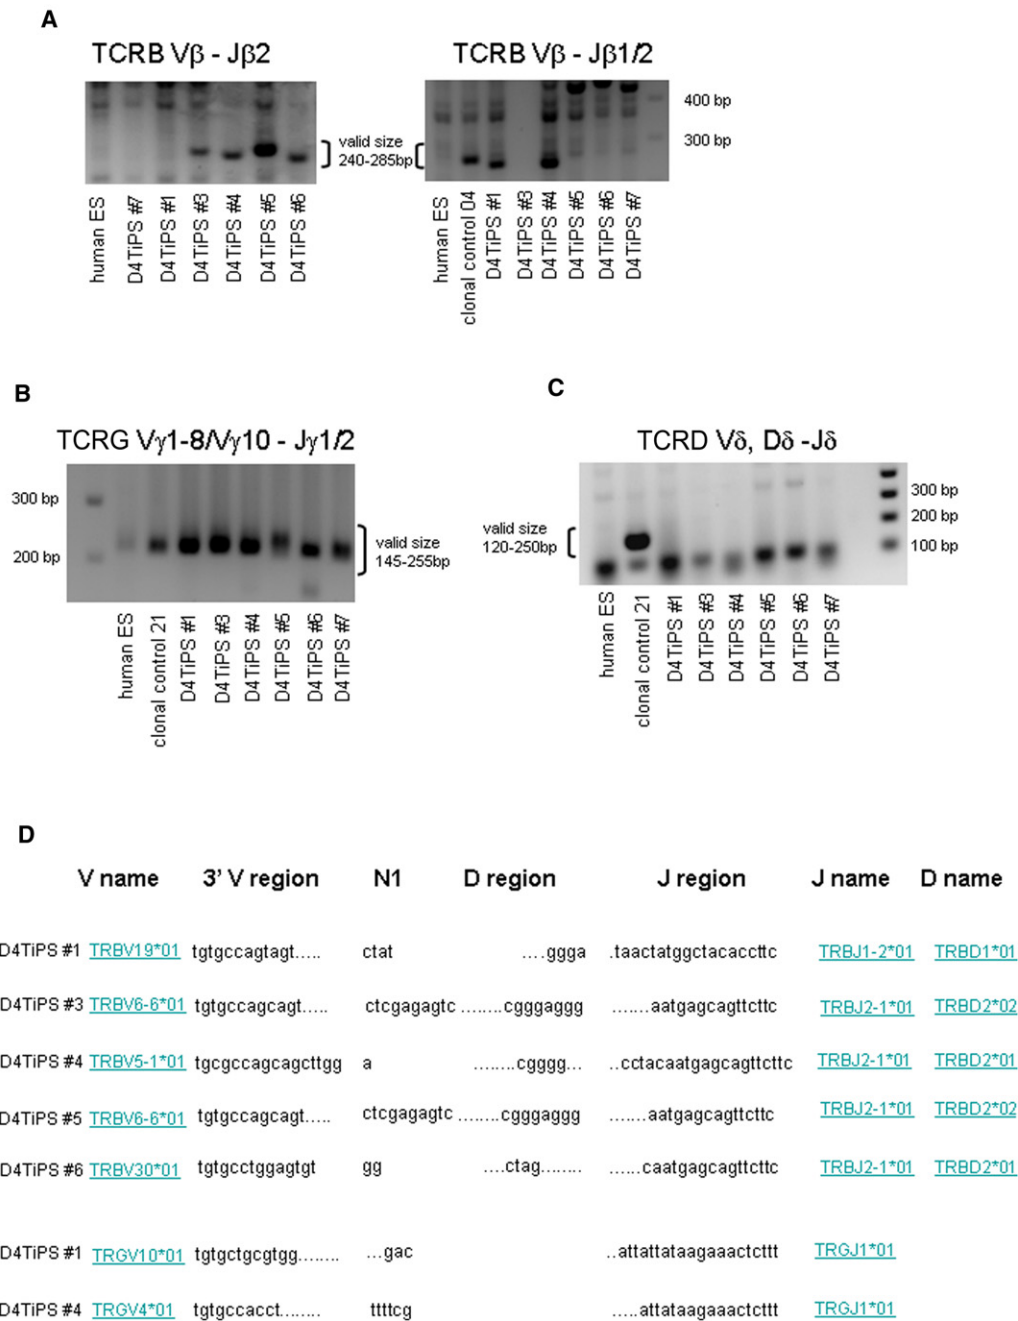 A
TCRB Vβ - Jβ2
TCRB Vβ - Jβ1/2
valid size
240-285bp
400 bp
300 bp
human ES
D4TiPS #7
D4TiPS #1
D4TiPS #3
D4TiPS #4
D4TiPS #5
D4TiPS #6
human ES
clonal control 04
D4TiPS #1
D4TiPS #3
D4TiPS #4
D4TiPS #5
D4TiPS #6
D4TiPS #7
B
TCRG Vγ1-8/Vγ10 - Jγ1/2
300 bp
200 bp
valid size
145-255bp
human ES
clonal control 21
D4TiPS #1
D4TiPS #3
D4TiPS #4
D4TiPS #5
D4TiPS #6
D4TiPS #7
C
TCRD Vδ, Dδ -Jδ
valid size
120-250bp
300 bp
200 bp
100 bp
human ES
clonal control 21
D4TiPS #1
D4TiPS #3
D4TiPS #4
D4TiPS #5
D4TiPS #6
D4TiPS #7
D
V name 3' V region N1 D region J region J name D name
D4TiPS #1 TRBV19*01 tgtgccagtagt..... ctat ....ggga .taactatggctacaccttc TRBJ1-2*01 TRBD1*01
D4TiPS #3 TRBV6-6*01 tgtgccagcagt..... ctcgagagtc ........cgggaggg .......aatgagcagttcttc TRBJ2-1*01 TRBD2*02
D4TiPS #4 TRBV5-1*01 tgcgccagcagcttgg a ........cgggg... ..cctacaatgagcagttcttc TRBJ2-1*01 TRBD2*01
D4TiPS #5 TRBV6-6*01 tgtgccagcagt..... ctcgagagtc ........cgggaggg .......aatgagcagttcttc TRBJ2-1*01 TRBD2*02
D4TiPS #6 TRBV30*01 tgtgcctggagtgt gg ....ctag........ ......caatgagcagttcttc TRBJ2-1*01 TRBD2*01
D4TiPS #1 TRGV10*01 tgtgctgcgtgg........ ...gac ..attattataagaaactcttt TRGJ1*01
D4TiPS #4 TRGV4*01 tgtgccacct........ ttttcg .....attataagaaactcttt TRGJ1*01